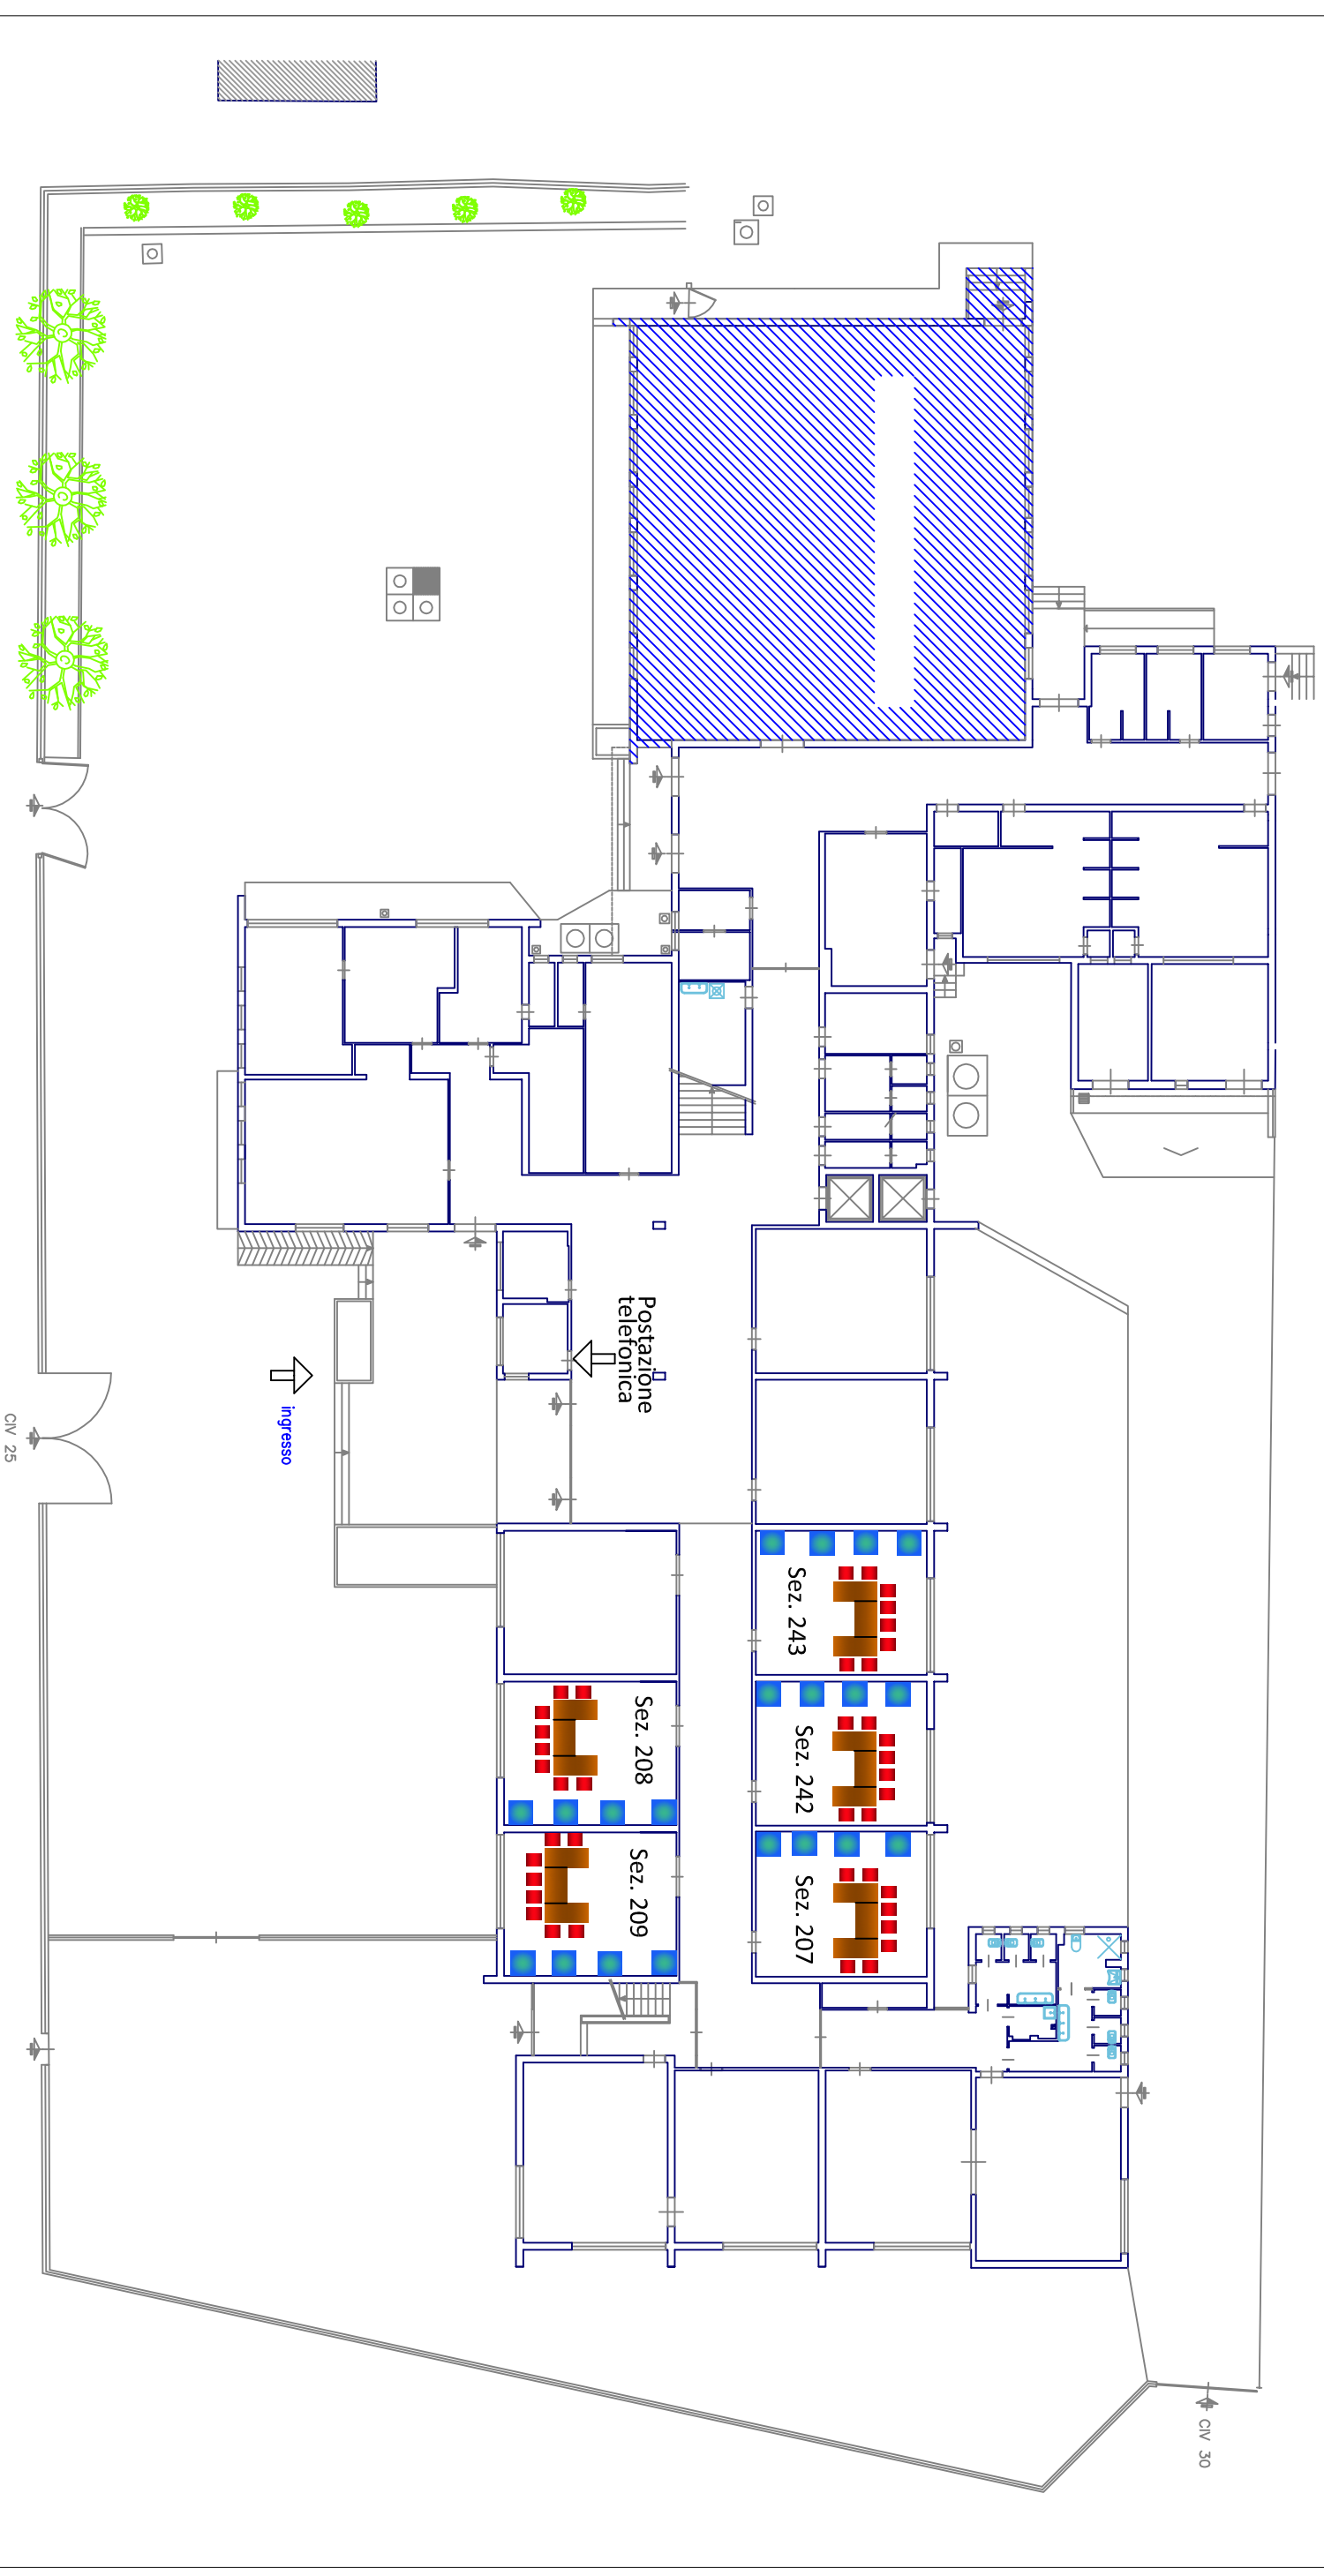 Postazione
telefonica
ingresso
CIV 25
Sez. 243
Sez. 208
Sez. 242
Sez. 209
Sez. 207
CIV 30